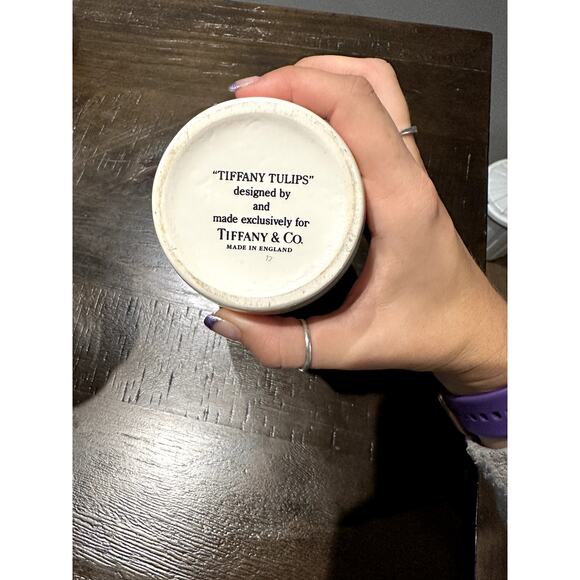 "TIFFANY TULIPS"
designed by
and
made exclusively for
TIFFANY & CO.
MADE IN ENGLAND